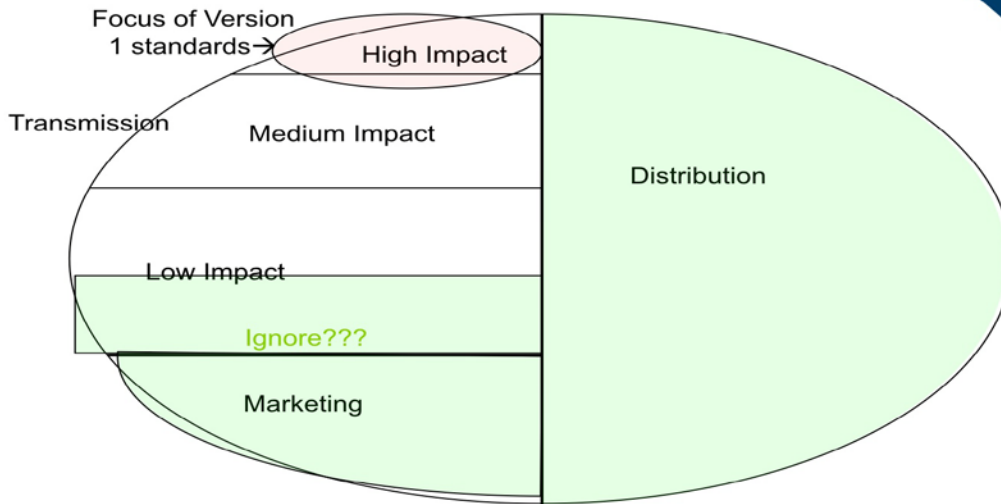 Focus of Version
1 standards→
High Impact
Transmission
Medium Impact
Distribution
Low Impact
Ignore???
Marketing